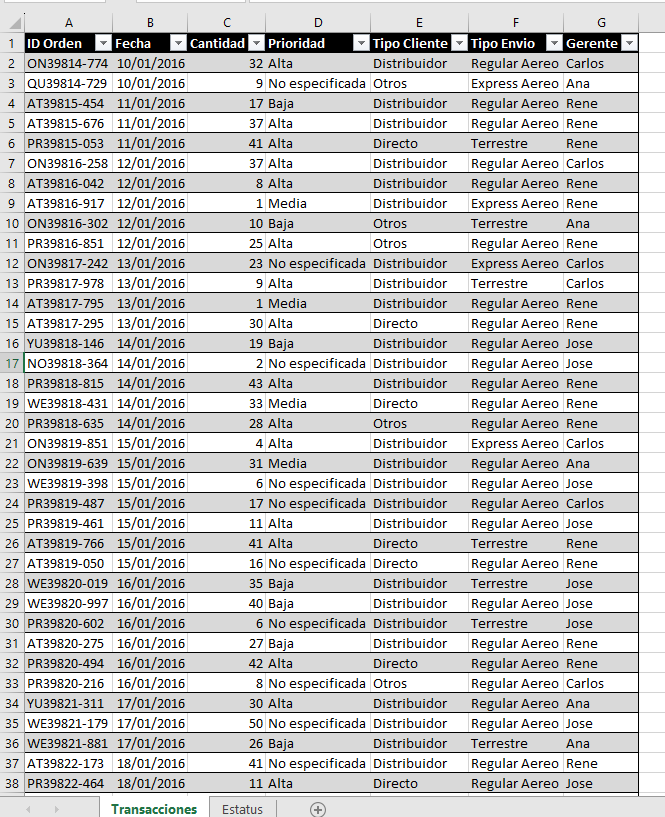 A B C D E F G
1 ID Orden Fecha Cantidad Prioridad Tipo Cliente Tipo Envio Gerente
2 ON39814-774 10/01/2016 32 Alta Distribuidor Regular Aereo Carlos
3 QU39814-729 10/01/2016 9 No especificada Otros Express Aereo Ana
4 AT39815-454 11/01/2016 17 Baja Distribuidor Regular Aereo Rene
5 AT39815-676 11/01/2016 37 Alta Distribuidor Regular Aereo Rene
6 PR39815-053 11/01/2016 41 Alta Directo Terrestre Rene
7 ON39816-258 12/01/2016 37 Alta Distribuidor Regular Aereo Carlos
8 AT39816-042 12/01/2016 8 Alta Distribuidor Regular Aereo Rene
9 AT39816-917 12/01/2016 1 Media Distribuidor Express Aereo Rene
10 ON39816-302 12/01/2016 10 Baja Otros Terrestre Ana
11 PR39816-851 12/01/2016 25 Alta Otros Regular Aereo Rene
12 ON39817-242 13/01/2016 23 No especificada Distribuidor Express Aereo Carlos
13 PR39817-978 13/01/2016 9 Alta Distribuidor Terrestre Carlos
14 AT39817-795 13/01/2016 1 Media Distribuidor Regular Aereo Rene
15 AT39817-295 13/01/2016 30 Alta Directo Regular Aereo Rene
16 YU39818-146 14/01/2016 19 Baja Distribuidor Regular Aereo Jose
17 NO39818-364 14/01/2016 2 No especificada Distribuidor Regular Aereo Jose
18 PR39818-815 14/01/2016 43 Alta Distribuidor Regular Aereo Rene
19 WE39818-431 14/01/2016 33 Media Directo Regular Aereo Rene
20 PR39818-635 14/01/2016 28 Alta Otros Regular Aereo Rene
21 ON39819-851 15/01/2016 4 Alta Distribuidor Express Aereo Carlos
22 ON39819-639 15/01/2016 31 Media Distribuidor Regular Aereo Ana
23 WE39819-398 15/01/2016 6 No especificada Distribuidor Regular Aereo Jose
24 PR39819-487 15/01/2016 17 No especificada Distribuidor Regular Aereo Carlos
25 PR39819-461 15/01/2016 11 Alta Distribuidor Regular Aereo Jose
26 AT39819-766 15/01/2016 41 Alta Directo Terrestre Rene
27 AT39819-050 15/01/2016 16 No especificada Directo Regular Aereo Rene
28 WE39820-019 16/01/2016 35 Baja Distribuidor Terrestre Jose
29 WE39820-997 16/01/2016 40 Baja Distribuidor Regular Aereo Jose
30 PR39820-602 16/01/2016 6 No especificada Distribuidor Terrestre Jose
31 AT39820-275 16/01/2016 27 Baja Distribuidor Regular Aereo Rene
32 PR39820-494 16/01/2016 42 Alta Directo Regular Aereo Rene
33 PR39820-216 16/01/2016 8 No especificada Otros Regular Aereo Carlos
34 YU39821-311 17/01/2016 30 Alta Distribuidor Regular Aereo Ana
35 WE39821-179 17/01/2016 50 No especificada Distribuidor Regular Aereo Jose
36 WE39821-881 17/01/2016 26 Baja Distribuidor Terrestre Ana
37 AT39822-173 18/01/2016 41 No especificada Distribuidor Regular Aereo Rene
38 PR39822-464 18/01/2016 11 Alta Directo Regular Aereo Jose
Transacciones Estatus